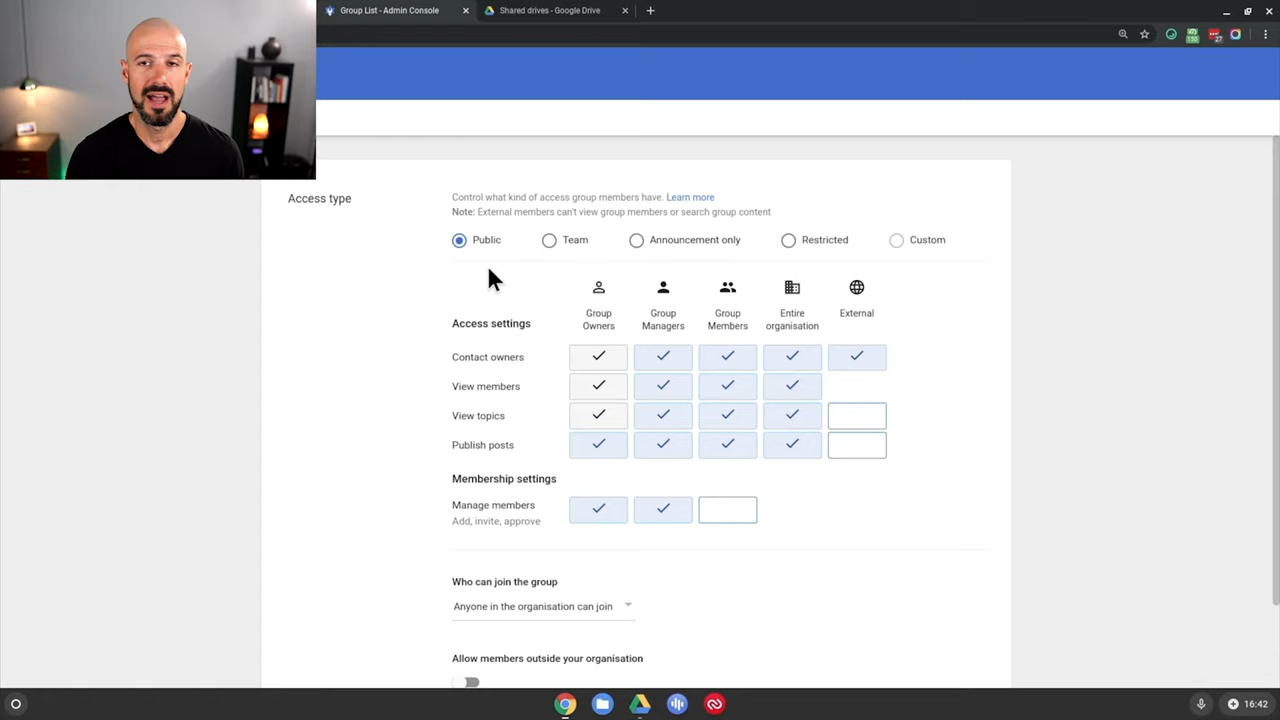 Group List - Admin Console
Shared drives - Google Drive
Access type
Control what kind of access group members have. Learn more
Note: External members can't view group members or search group content
Public
Team
Announcement only
Restricted
Custom
Access settings
Group Owners
Group Managers
Group Members
Entire organisation
External
Contact owners
View members
View topics
Publish posts
Membership settings
Manage members
Add, invite, approve
Who can join the group
Anyone in the organisation can join
Allow members outside your organisation
16:42